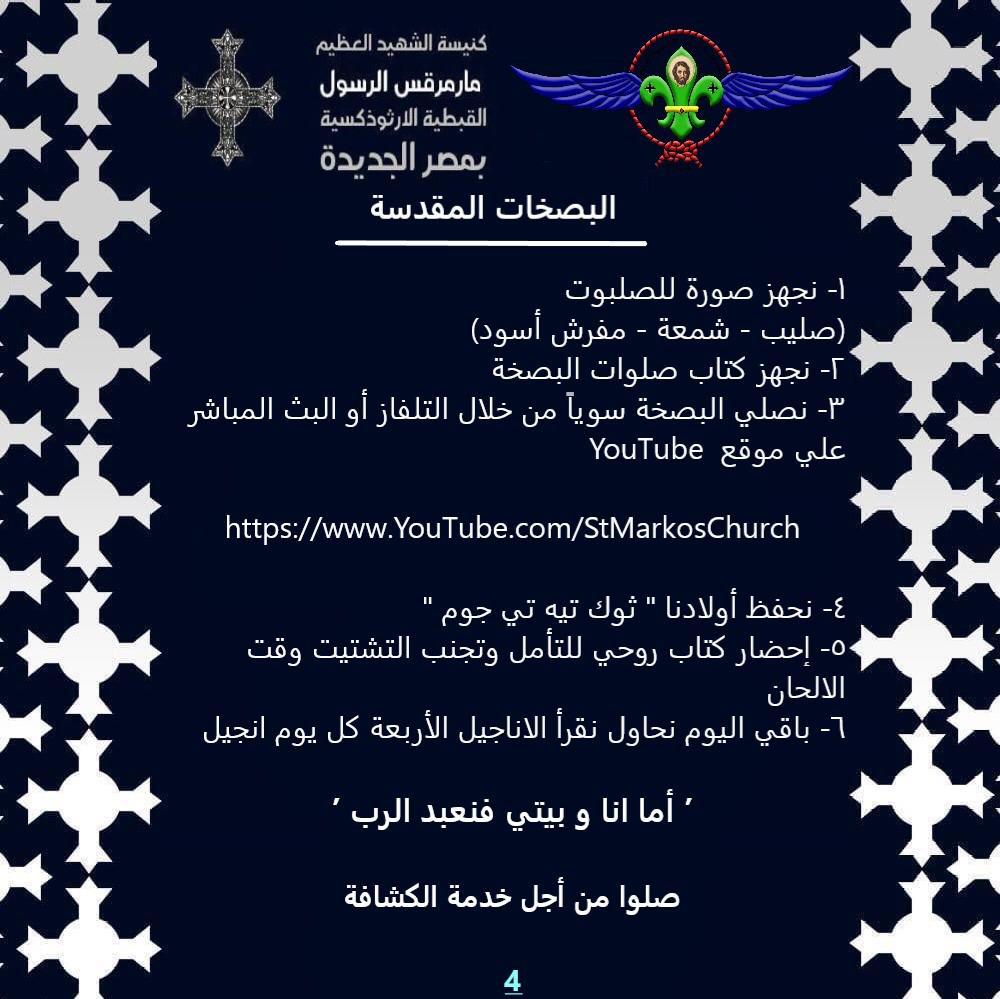 كنيسة الشهيد العظيم
مارمرقس الرسول
القبطية الارثوذكسية
بمصر الجديدة
البصخات المقدسة
١- نجهز صورة للصلبوت
(صليب - شمعة - مفرش أسود)
٢- نجهز كتاب صلوات البصخة
٣- نصلي البصخة سوياً من خلال التلفاز أو البث المباشر
علي موقع YouTube
https://www.YouTube.com/StMarkosChurch
٤- نحفظ أولادنا " ثوك تيه تي جوم "
٥- إحضار كتاب روحي للتأمل وتجنب التشتيت وقت
الالحان
٦- باقي اليوم نحاول نقرأ الاناجيل الأربعة كل يوم انجيل
’ أما انا و بيتي فنعبد الرب ’
صلوا من أجل خدمة الكشافة
4